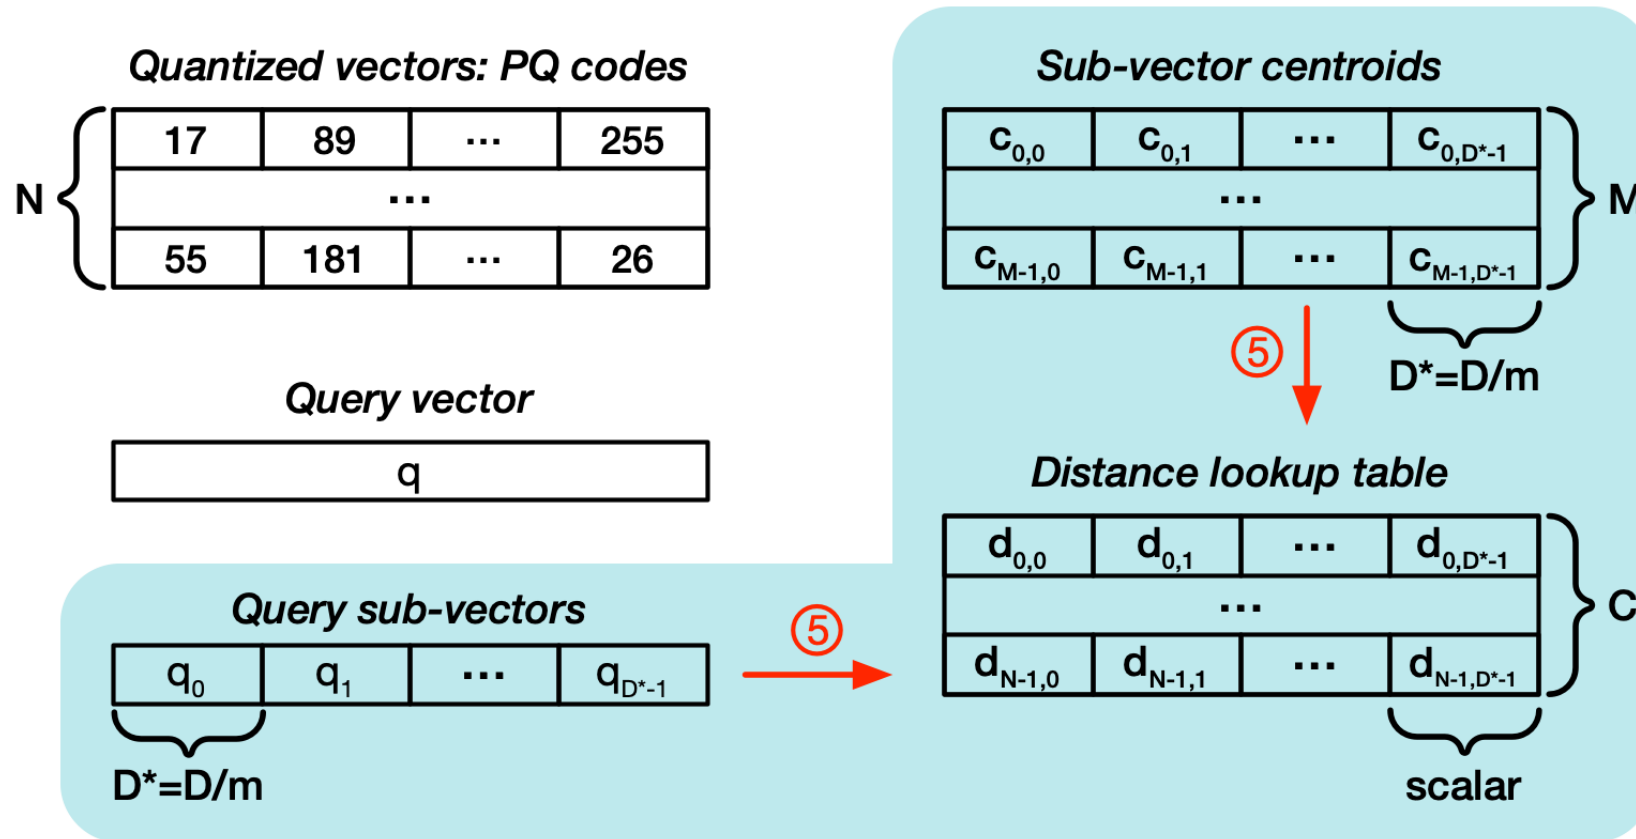 Quantized vectors: PQ codes
N
17 89 ... 255
...
55 181 ... 26
Query vector
q
Query sub-vectors
q0 q1 ... qD*-1
D*=D/m
5
Sub-vector centroids
c0,0 c0,1 ... c0,D*-1
...
cM-1,0 cM-1,1 ... cM-1,D*-1
M
D*=D/m
5
Distance lookup table
d0,0 d0,1 ... d0,D*-1
...
dN-1,0 dN-1,1 ... dN-1,D*-1
C
scalar